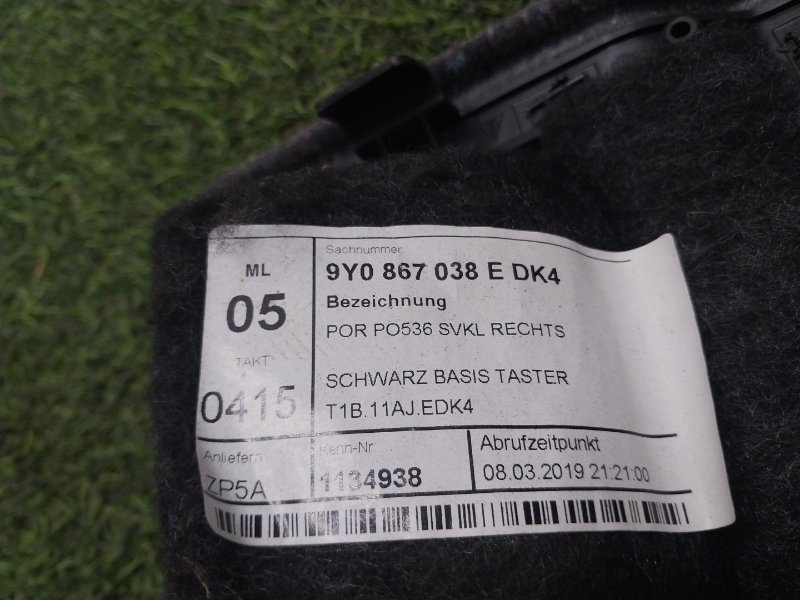 ML
05
TAKT
0415
Sachnummer
9Y0 867 038 E DK4
Bezeichnung
POR PO536 SVKL RECHTS
SCHWARZ BASIS TASTER
T1B.11AJ.EDK4
Anliefern
ZP5A
Kenn-Nr.
1134938
Abrufzeitpunkt
08.03.2019 21:21:00